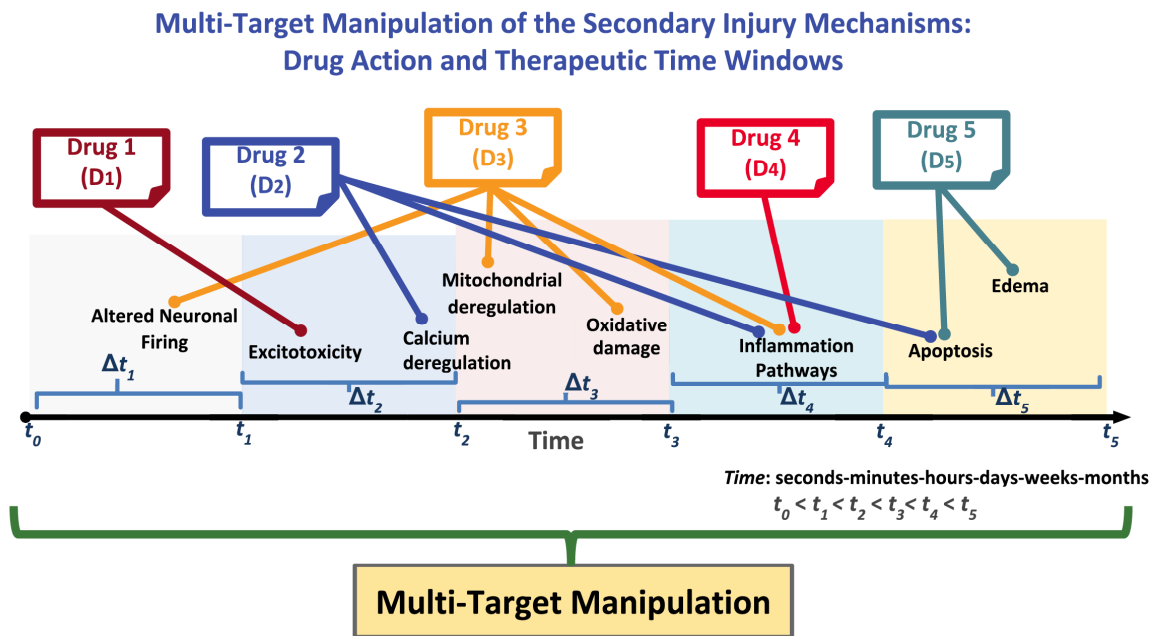 Multi-Target Manipulation of the Secondary Injury Mechanisms:
Drug Action and Therapeutic Time Windows
Drug 1
(D1)
Drug 2
(D2)
Drug 3
(D3)
Drug 4
(D4)
Drug 5
(D5)
Altered Neuronal
Firing
Excitotoxicity
Calcium
deregulation
Mitochondrial
deregulation
Oxidative
damage
Inflammation
Pathways
Apoptosis
Edema
Δt1
Δt2
Δt3
Δt4
Δt5
t0
t1
t2
Time
t3
t4
t5
Time: seconds-minutes-hours-days-weeks-months
t0 < t1 < t2 < t3< t4 < t5
Multi-Target Manipulation